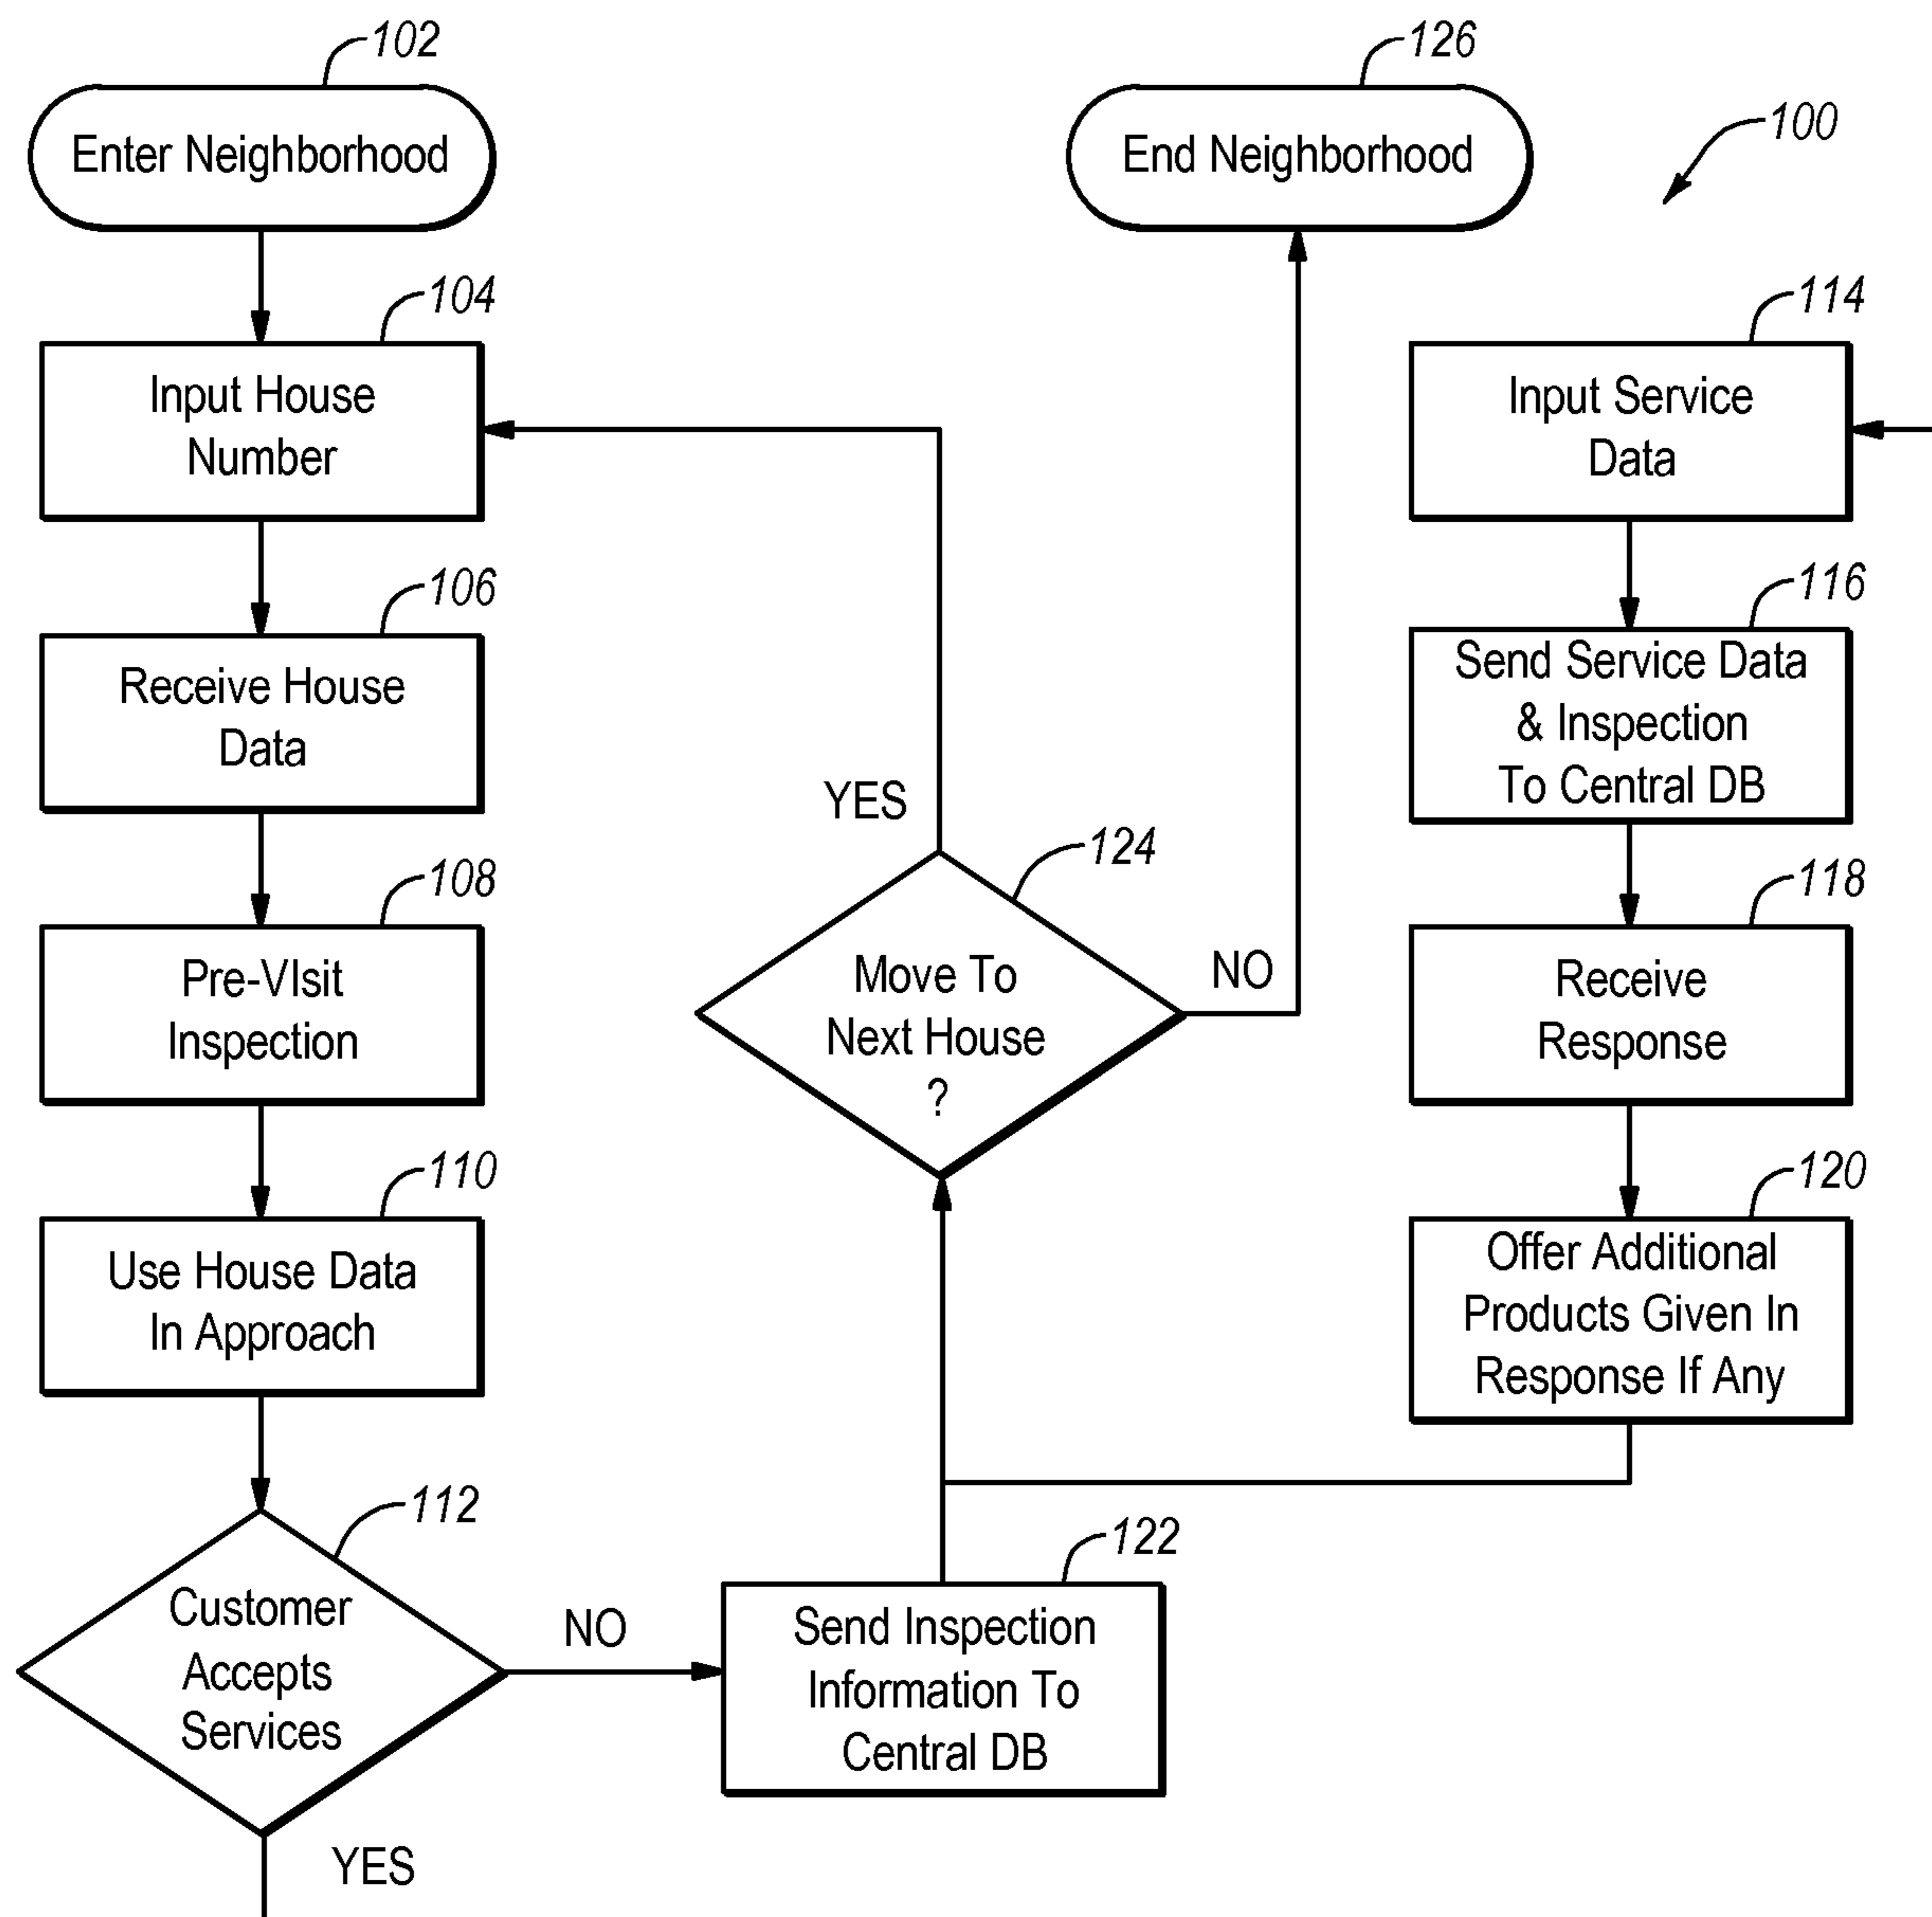 102
Enter Neighborhood
126
End Neighborhood
100
104
Input House
Number
106
Receive House
Data
108
Pre-VIsit
Inspection
110
Use House Data
In Approach
112
Customer
Accepts
Services
YES
NO
122
Send Inspection
Information To
Central DB
124
Move To
Next House
?
YES
NO
114
Input Service
Data
116
Send Service Data
& Inspection
To Central DB
118
Receive
Response
120
Offer Additional
Products Given In
Response If Any